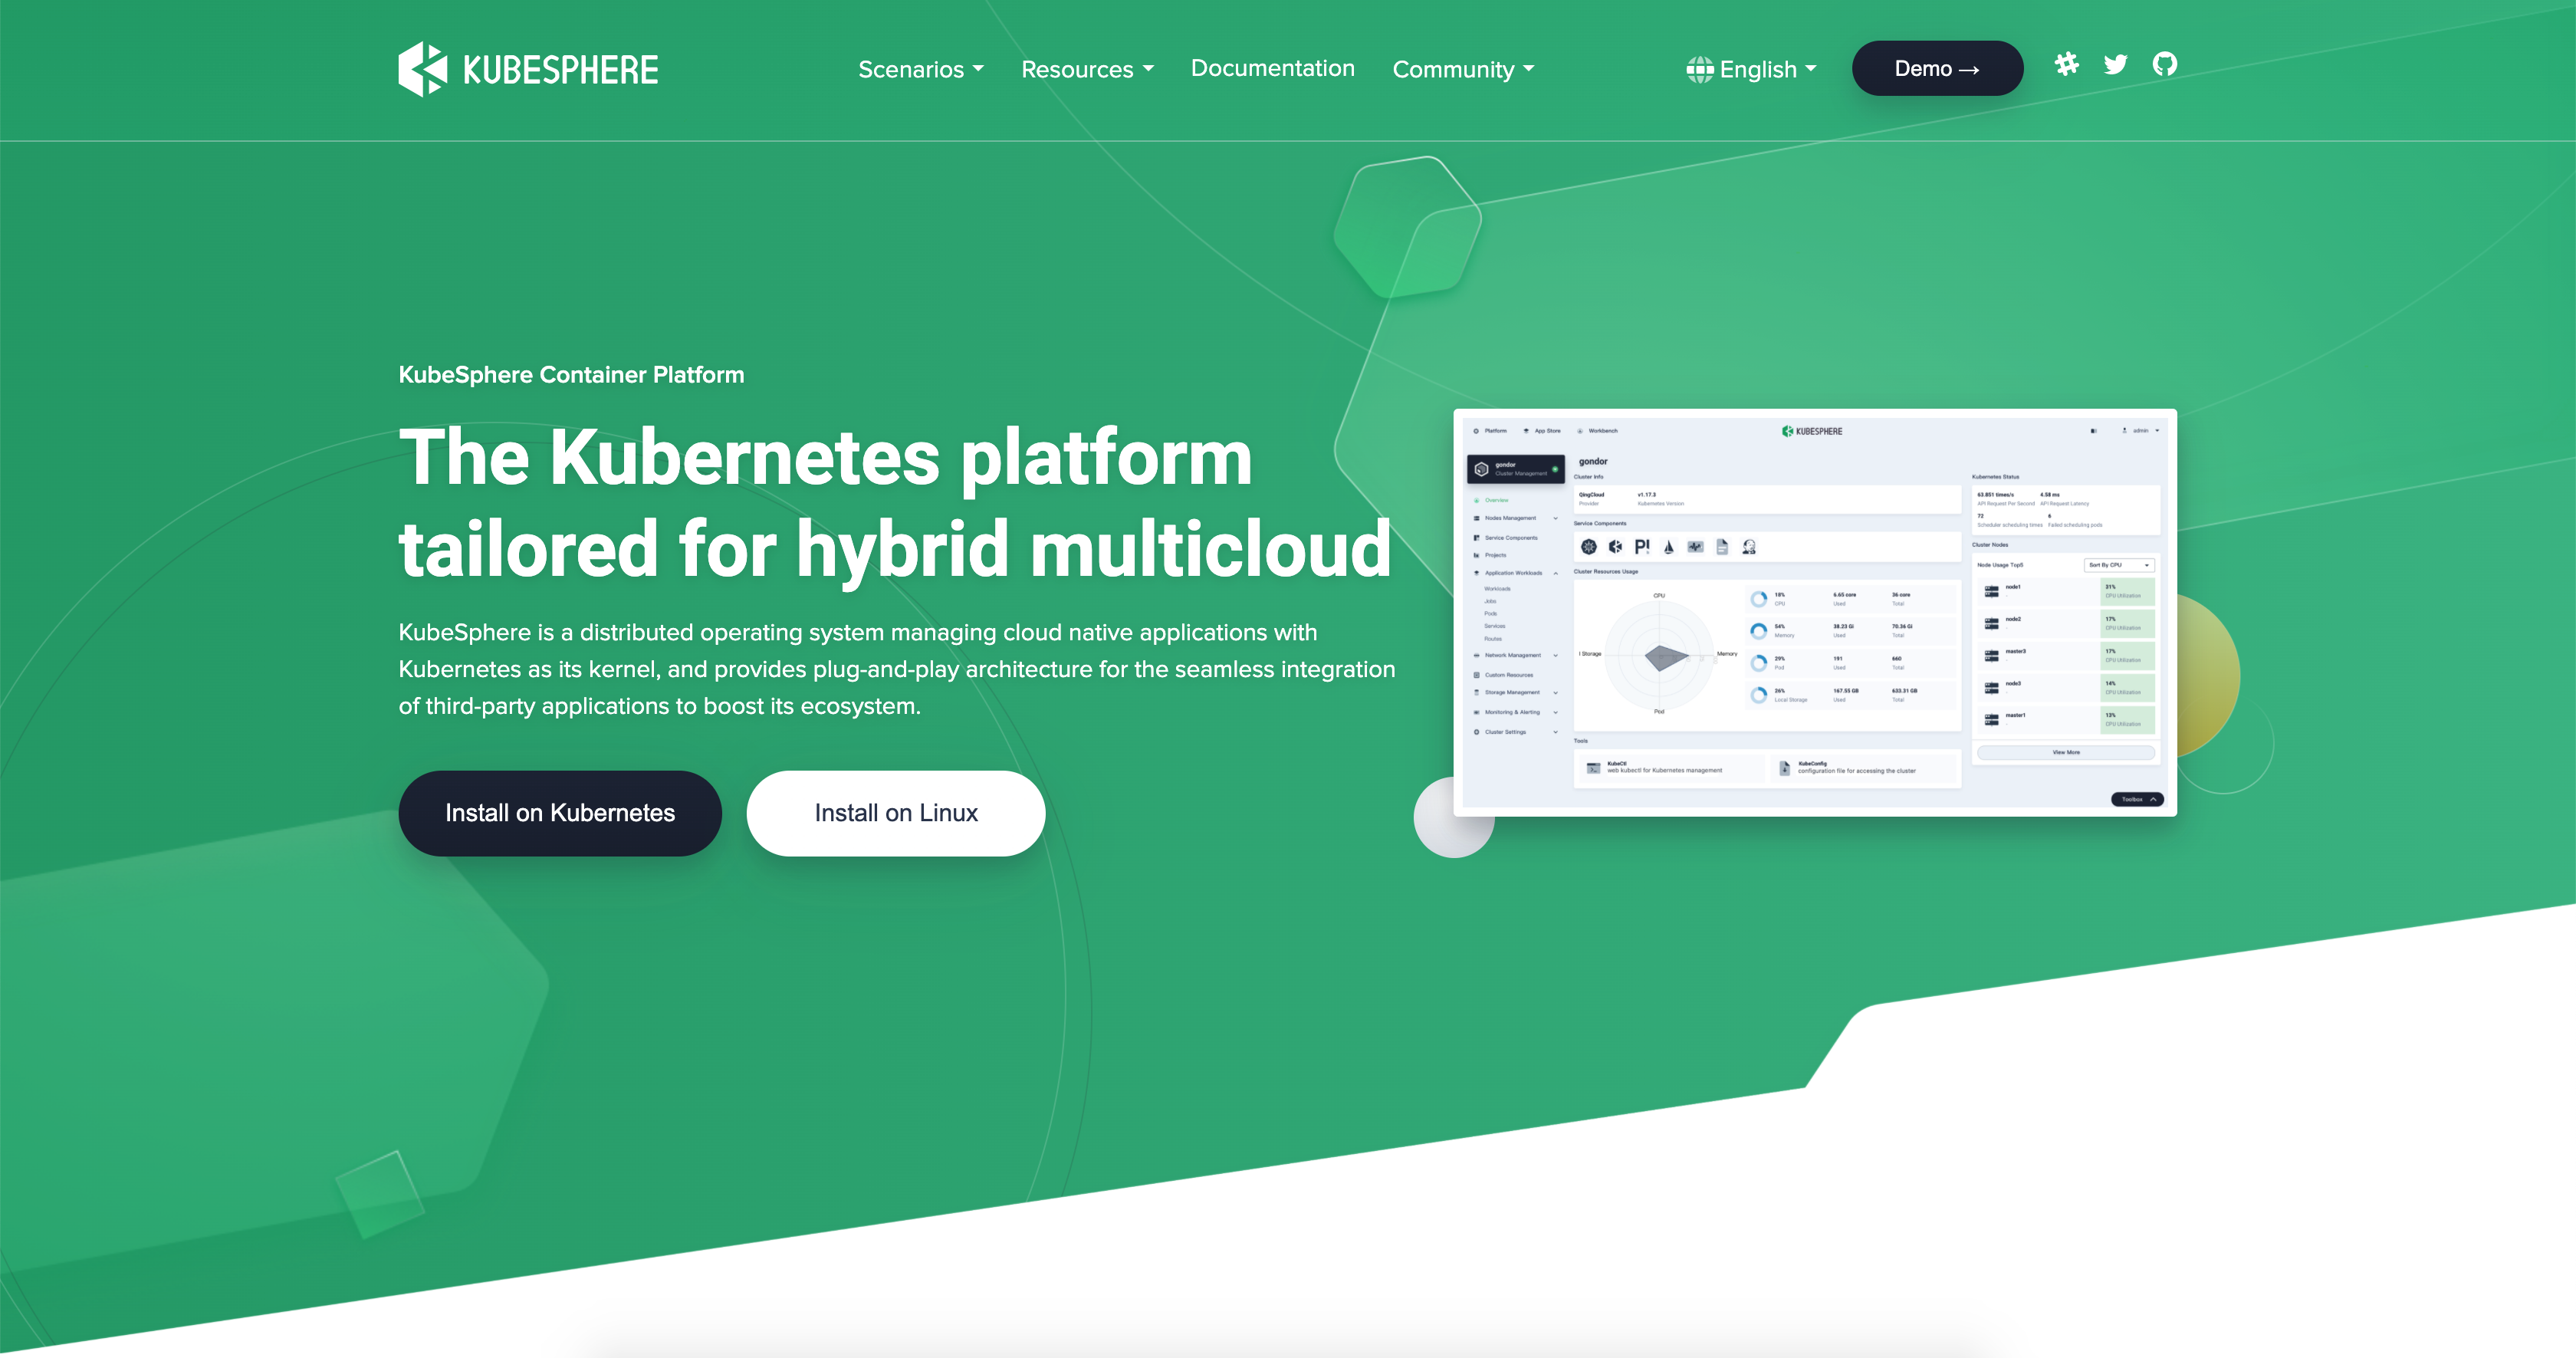 KUBESPHERE
Scenarios
Resources
Documentation
Community
English
Demo →
KubeSphere Container Platform
The Kubernetes platform
tailored for hybrid multicloud
KubeSphere is a distributed operating system managing cloud native applications with
Kubernetes as its kernel, and provides plug-and-play architecture for the seamless integration
of third-party applications to boost its ecosystem.
Install on Kubernetes
Install on Linux
Platform
App Store
Workbench
KUBESPHERE
admin
gondor
Cluster Management
Overview
Nodes Management
Service Components
Projects
Application Workloads
Workloads
Jobs
Pods
Services
Routes
Network Management
Custom Resources
Storage Management
Monitoring & Alerting
Cluster Settings
gondor
Cluster Info
QingCloud
Provider
v1.17.3
Kubernetes Version
Service Components
Cluster Resources Usage
CPU
l Storage
Memory
Pod
18% 6.65 core 36 core
CPU Used Total
54% 38.23 Gi 70.36 Gi
Memory Used Total
29% 191 660
Pod Used Total
26% 167.55 GB 633.31 GB
Local Storage Used Total
Tools
KubeCtl
web kubectl for Kubernetes management
KubeConfig
configuration file for accessing the cluster
Kubernetes Status
63.851 times/s 4.58 ms
API Request Per Second API Request Latency
72 6
Scheduler scheduling times Failed scheduling pods
Cluster Nodes
Node Usage Top5
Sort By CPU
node1 31%
CPU Utilization
node2 17%
CPU Utilization
master3 17%
CPU Utilization
node3 14%
CPU Utilization
master1 13%
CPU Utilization
View More
Toolbox